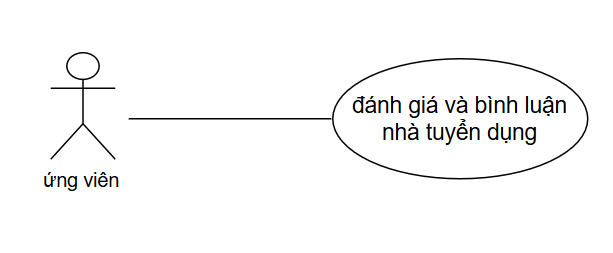 đánh giá và bình luận
nhà tuyển dụng
ứng viên